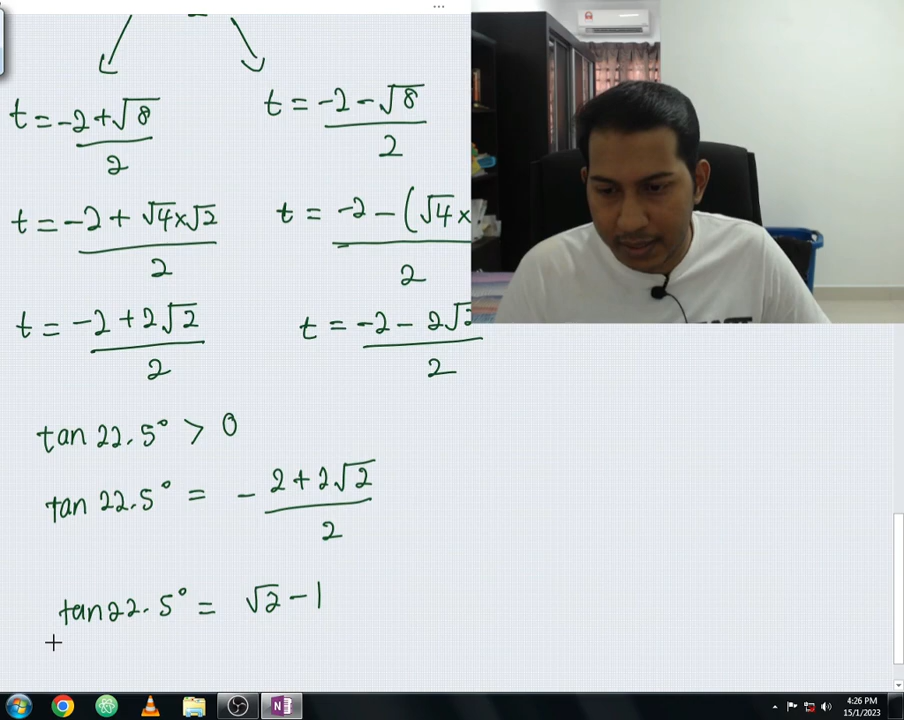 t = (-2 + √8)/2
t = (-2 - √8)/2
t = (-2 + √4×√2)/2
t = (-2 - (√4×)/2
t = (-2 + 2√2)/2
t = (-2 - 2√2)/2
tan 22.5° > 0
tan 22.5° = - (2 + 2√2)/2
tan 22.5° = √2 - 1
4:26 PM
15/1/2023